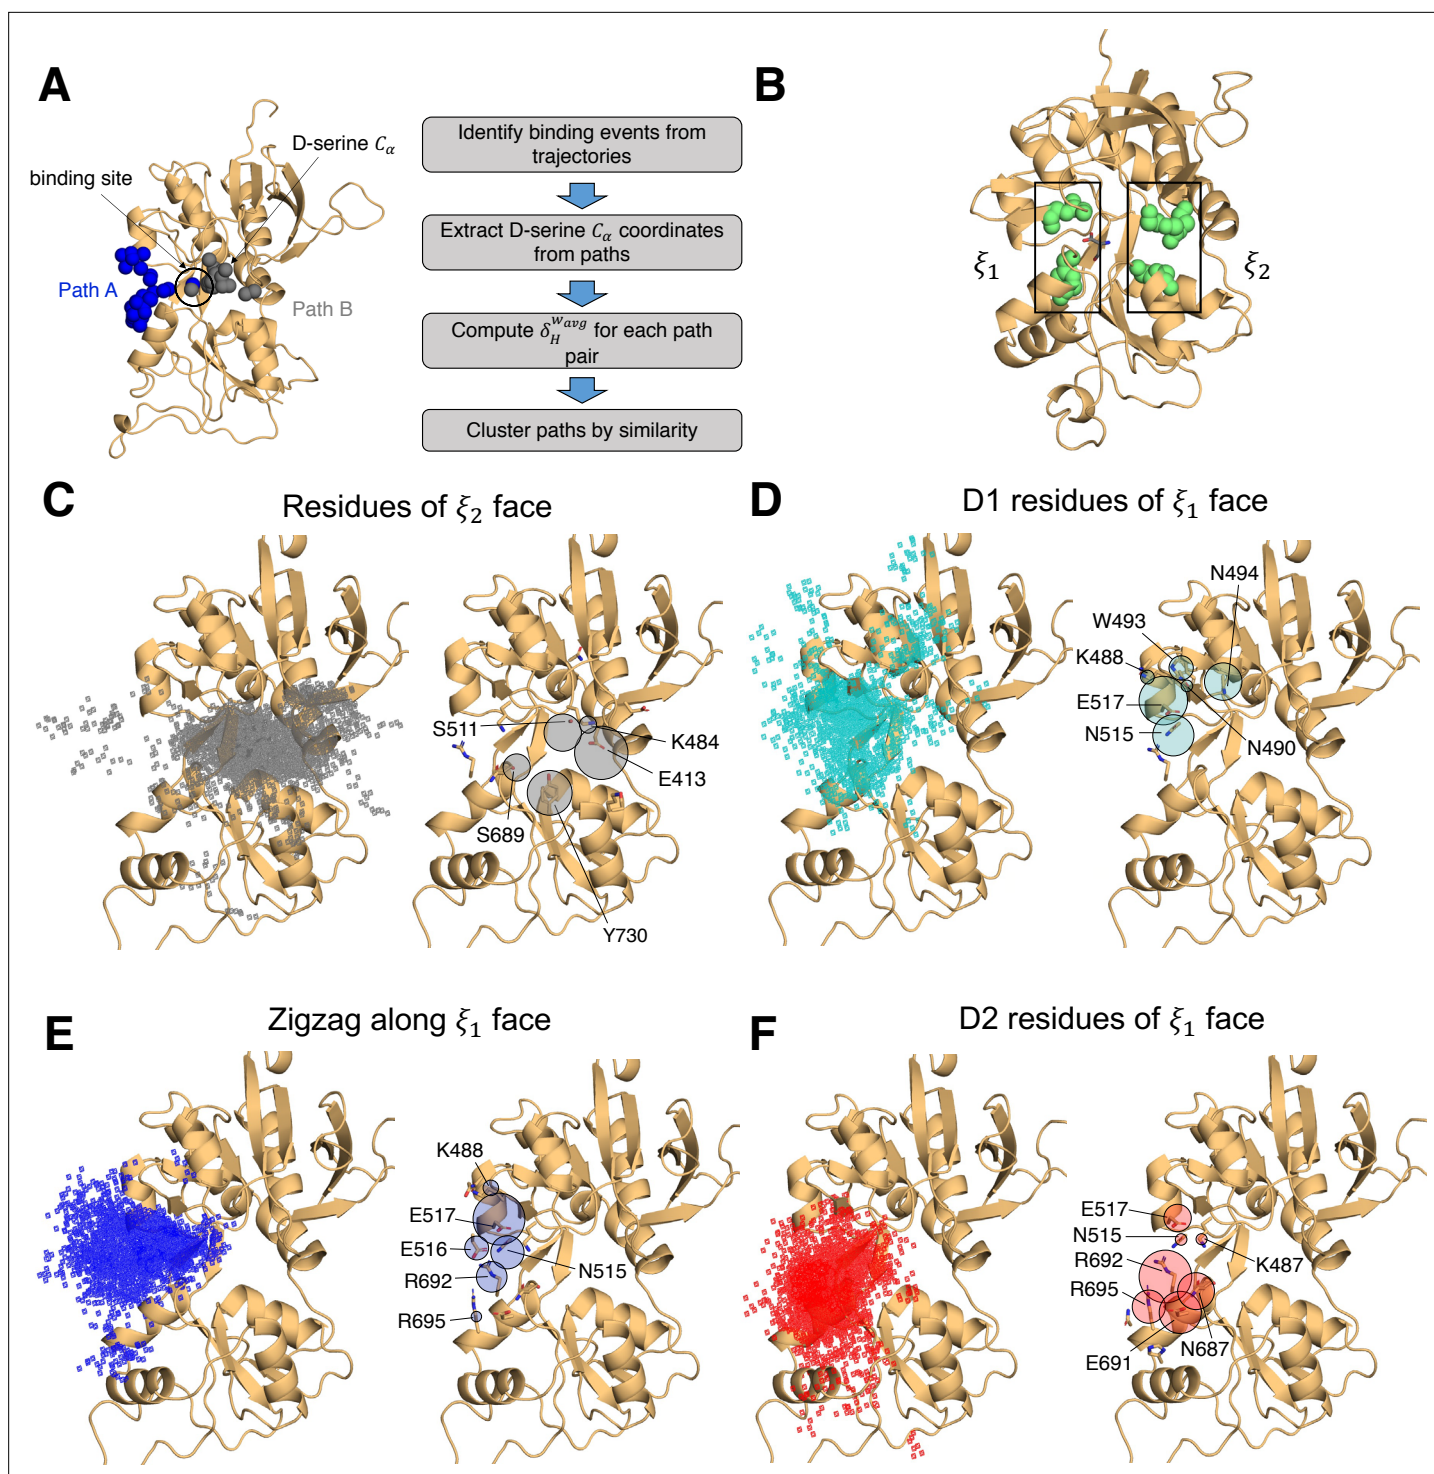 A
D-serine Cα
binding site
Path A
Path B
Identify binding events from
trajectories
Extract D-serine Cα coordinates
from paths
Compute δ_H^{w_avg} for each path
pair
Cluster paths by similarity
B
ξ1
ξ2
C
Residues of ξ2 face
S511
K484
E413
S689
Y730
D
D1 residues of ξ1 face
N494
W493
K488
E517
N515
N490
E
Zigzag along ξ1 face
K488
E517
E516
N515
R692
R695
F
D2 residues of ξ1 face
E517
N515
R692
K487
R695
N687
E691